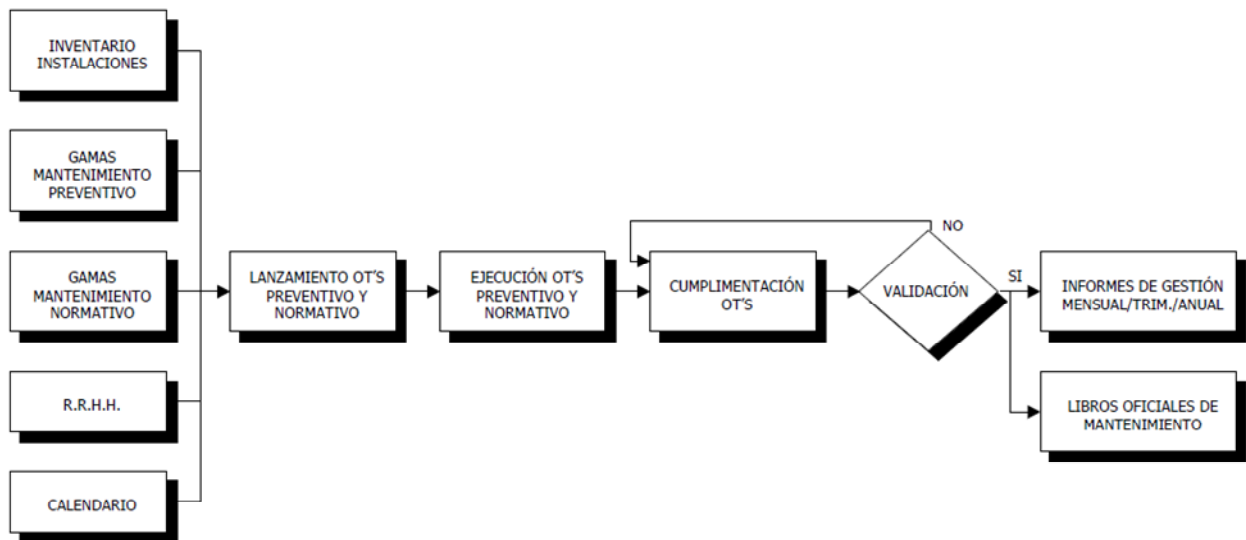 INVENTARIO
INSTALACIONES
GAMAS
MANTENIMIENTO
PREVENTIVO
GAMAS
MANTENIMIENTO
NORMATIVO
R.R.H.H.
CALENDARIO
LANZAMIENTO OT'S
PREVENTIVO Y
NORMATIVO
EJECUCIÓN OT'S
PREVENTIVO Y
NORMATIVO
CUMPLIMENTACIÓN
OT'S
VALIDACIÓN
NO
SI
INFORMES DE GESTIÓN
MENSUAL/TRIM./ANUAL
LIBROS OFICIALES DE
MANTENIMIENTO